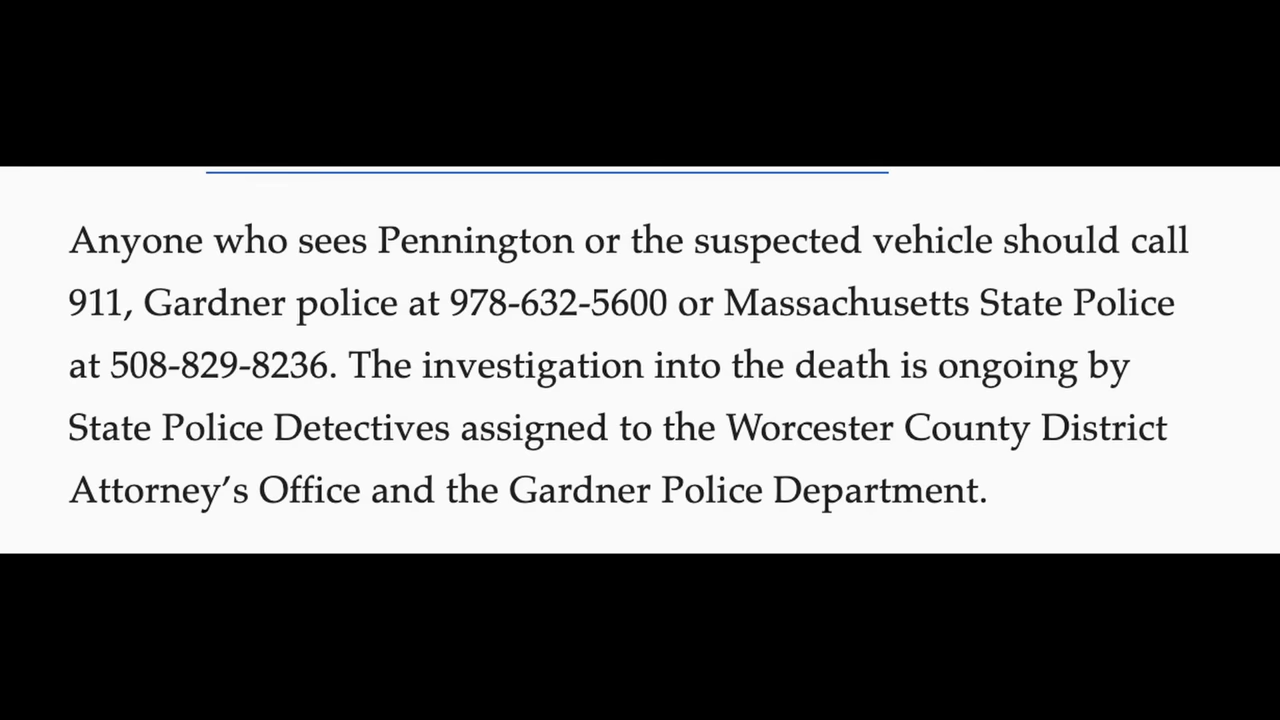 Anyone who sees Pennington or the suspected vehicle should call
911, Gardner police at 978-632-5600 or Massachusetts State Police
at 508-829-8236. The investigation into the death is ongoing by
State Police Detectives assigned to the Worcester County District
Attorney’s Office and the Gardner Police Department.